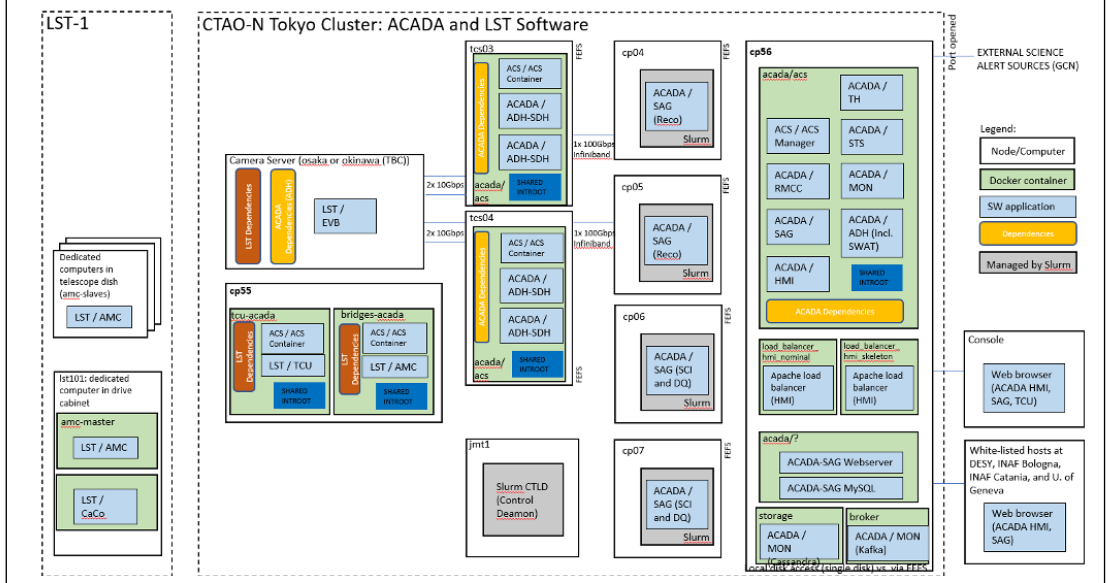 LST-1
Dedicated
computers in
telescope dish
(amc-slaves)
LST / AMC
lst101: dedicated
computer in drive
cabinet
amc-master
LST / AMC
LST /
CaCo
CTAO-N Tokyo Cluster: ACADA and LST Software
Camera Server (osaka or okinawa (TBC))
LST Dependencies
ACADA
Dependencies (ADH)
LST /
EVB
2x 10Gbps
2x 10Gbps
cp55
tcu-acada
LST
Dependencies
ACS / ACS
Container
LST / TCU
SHARED
INTROOT
bridges-acada
LST
Dependencies
ACS / ACS
Container
LST / AMC
SHARED
INTROOT
tcs03
FEFS
ACADA Dependencies
ACS / ACS
Container
ACADA /
ADH-SDH
ACADA /
ADH-SDH
acada/
acs
SHARED
INTROOT
1x 100Gbps
Infiniband
tcs04
ACADA Dependencies
ACS / ACS
Container
ACADA /
ADH-SDH
ACADA /
ADH-SDH
acada/
acs
SHARED
INTROOT
FEFS
1x 100Gbps
Infiniband
jmt1
Slurm CTLD
(Control
Deamon)
cp04
FEFS
ACADA /
SAG
(Reco)
Slurm
cp05
FEFS
ACADA /
SAG
(Reco)
Slurm
cp06
FEFS
ACADA /
SAG (SCI
and DQ)
Slurm
cp07
FEFS
ACADA /
SAG (SCI
and DQ)
Slurm
cp56
acada/acs
ACADA /
TH
ACS / ACS
Manager
ACADA /
STS
ACADA /
RMCC
ACADA /
MON
ACADA /
SAG
ACADA /
ADH (Incl.
SWAT)
ACADA /
HMI
SHARED
INTROOT
ACADA Dependencies
load_balancer_
hmi_nominal
Apache load
balancer
(HMI)
load_balancer_
hmi_skeleton
Apache load
balancer
(HMI)
acada/?
ACADA-SAG Webserver
ACADA-SAG MySQL
storage
ACADA /
MON
(Cassandra)
broker
ACADA / MON
(Kafka)
Local disk access (single disk) vs. via FEFS
Port opened
EXTERNAL SCIENCE
ALERT SOURCES (GCN)
Legend:
Node/Computer
Docker container
SW application
Dependencies
Managed by Slurm
Console
Web browser
(ACADA HMI,
SAG, TCU)
White-listed hosts at
DESY, INAF Bologna,
INAF Catania, and U. of
Geneva
Web browser
(ACADA HMI,
SAG)